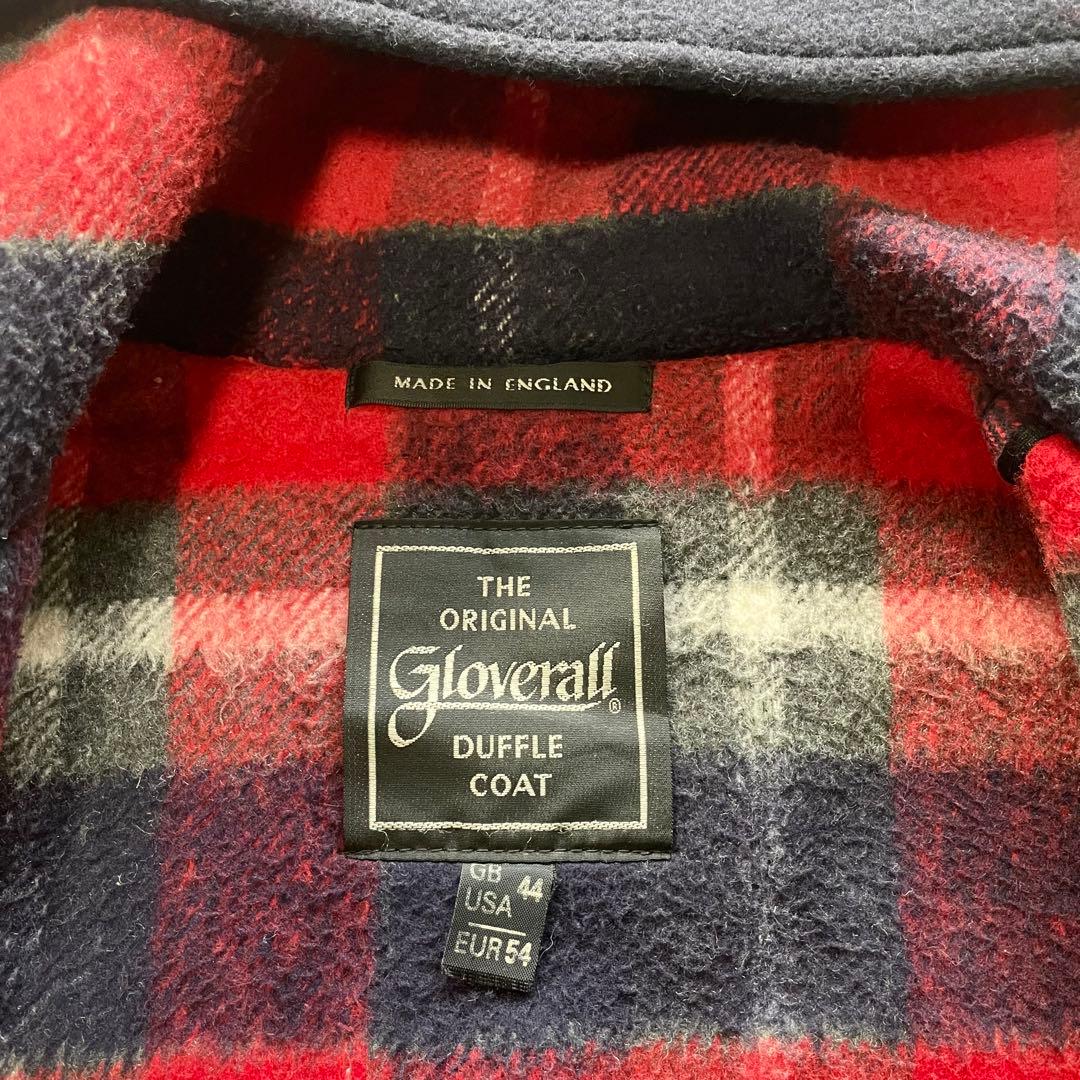 MADE IN ENGLAND
THE
ORIGINAL
Gloverall®
DUFFLE
COAT
GB
USA 44
EUR 54